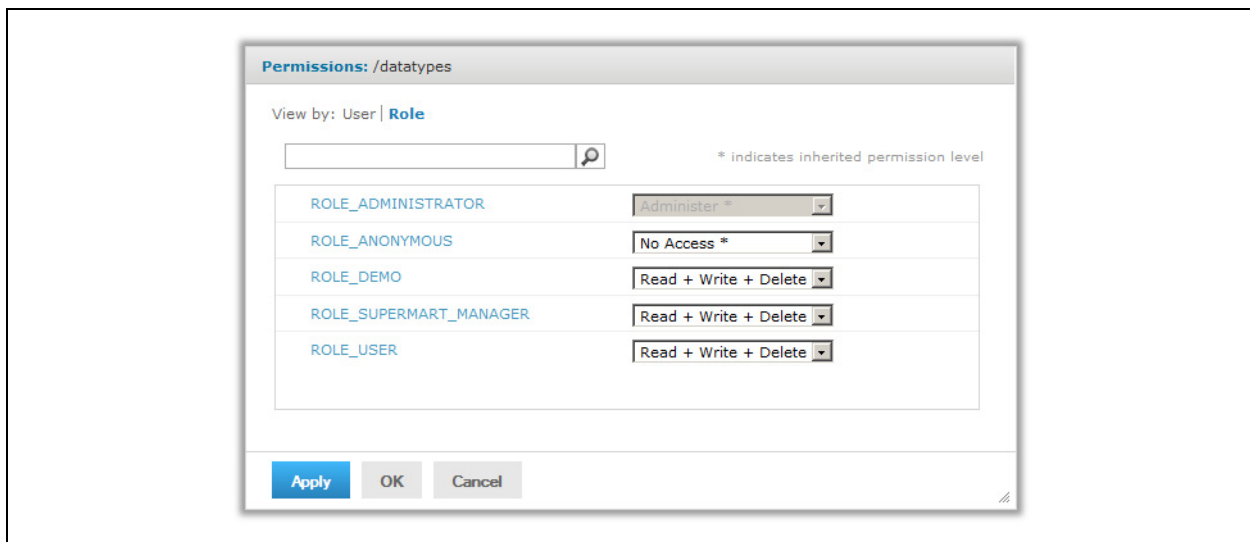 Permissions: /datatypes
View by: User | Role
* indicates inherited permission level
ROLE_ADMINISTRATOR Administer *
ROLE_ANONYMOUS No Access *
ROLE_DEMO Read + Write + Delete
ROLE_SUPERMART_MANAGER Read + Write + Delete
ROLE_USER Read + Write + Delete
Apply OK Cancel